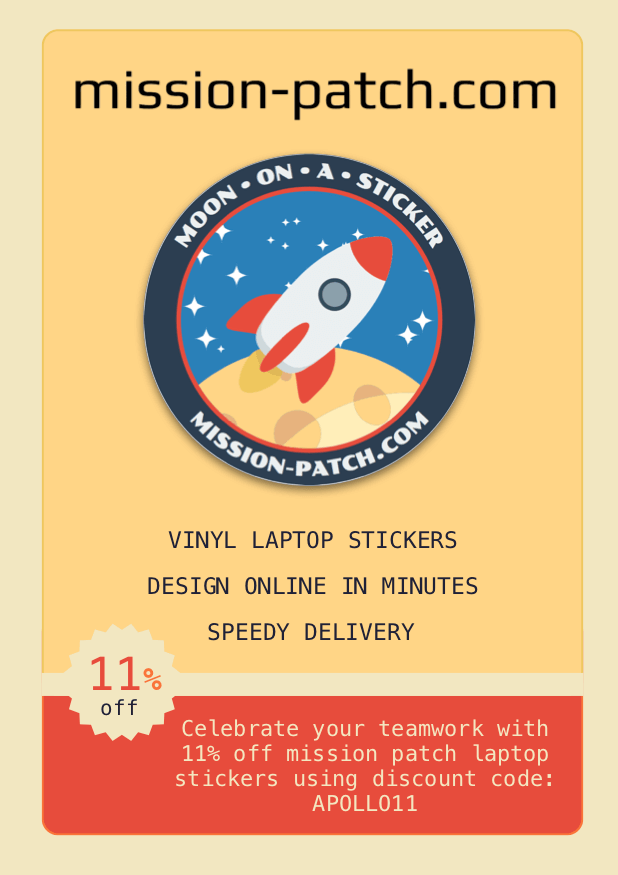 mission-patch.com
MOON • ON • A • STICKER
MISSION-PATCH.COM
VINYL LAPTOP STICKERS
DESIGN ONLINE IN MINUTES
SPEEDY DELIVERY
11%
off
Celebrate your teamwork with
11% off mission patch laptop
stickers using discount code:
APOLLO11